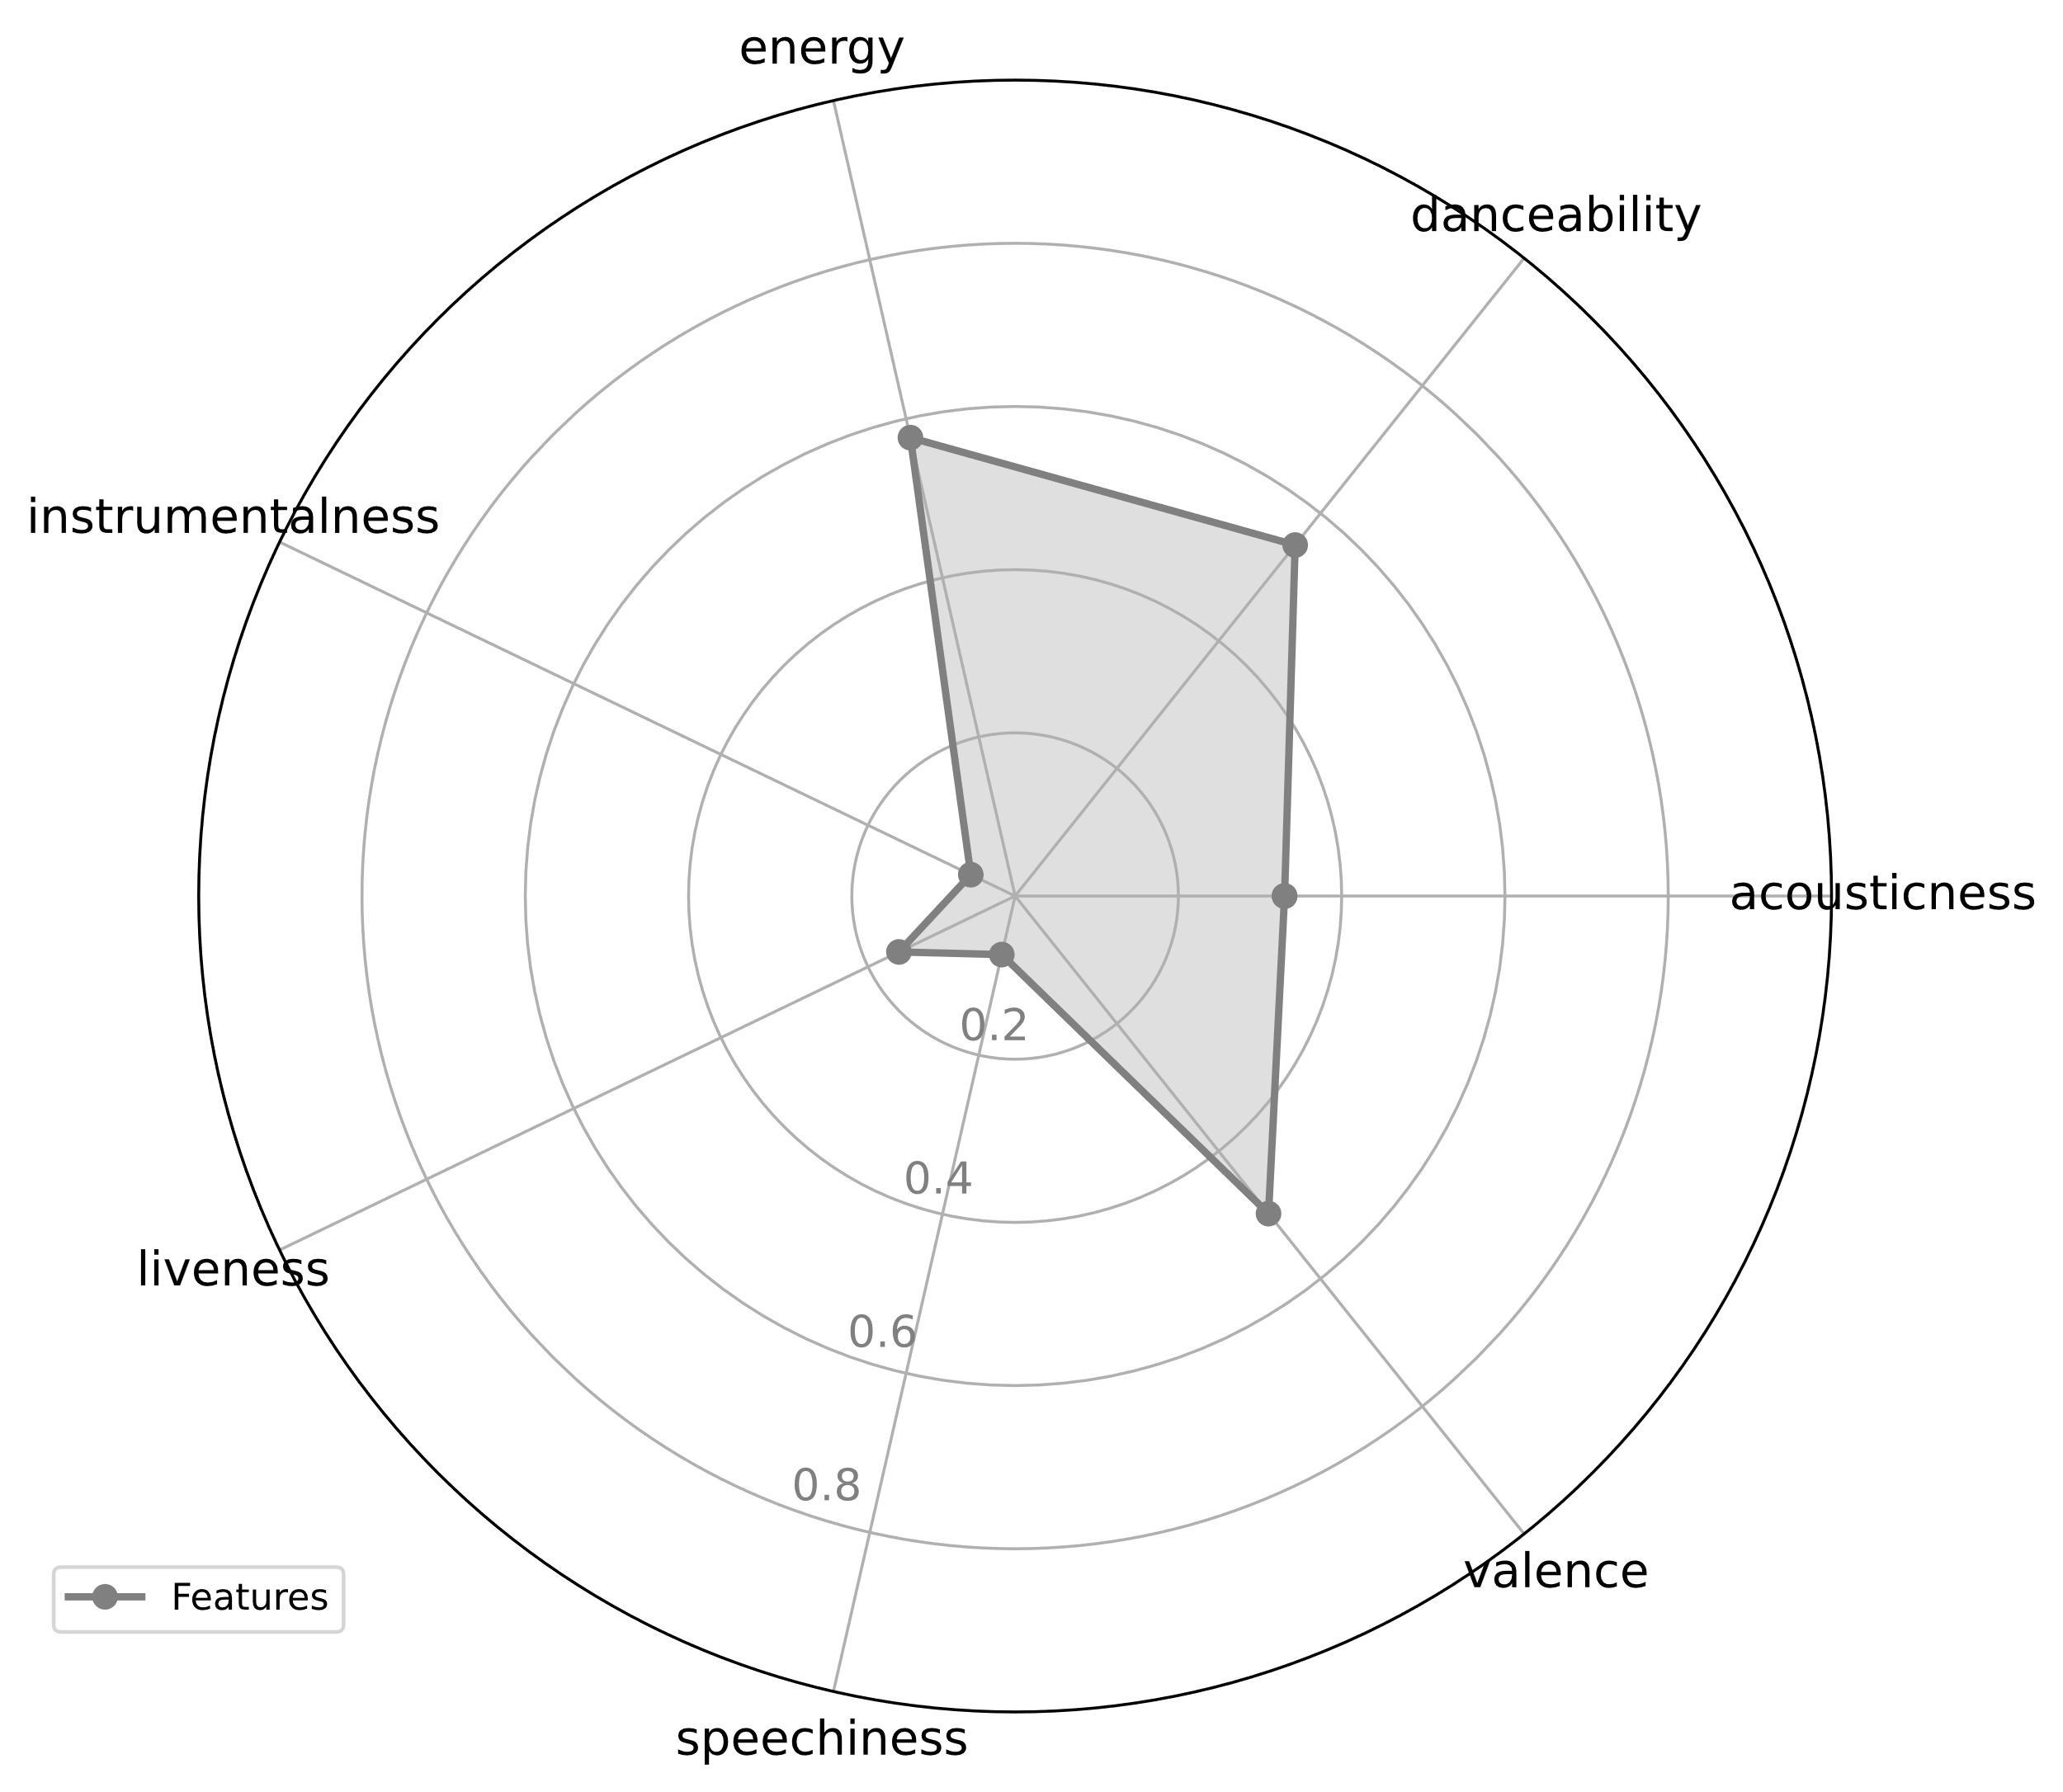 energy
danceability
instrumentalness
acousticness
0.2
0.4
liveness
0.6
0.8
valence
Features
speechiness